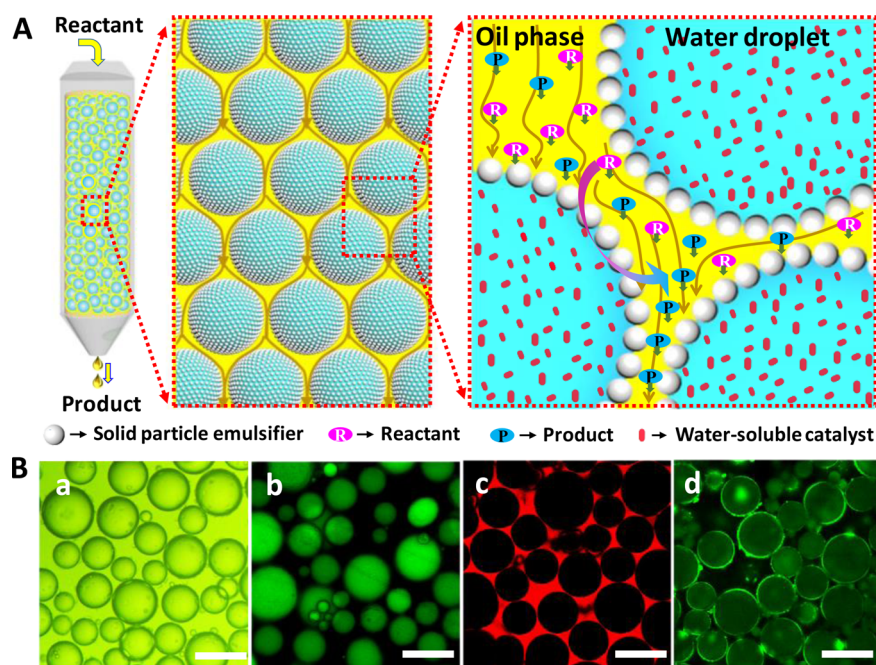 A
Reactant
Product
Oil phase
Water droplet
P
R
P
R
R
R
R
P
R
P
R
P
P
R
R
P
P
P
P
→ Solid particle emulsifier
R → Reactant
P → Product
→ Water-soluble catalyst
B
a
b
c
d